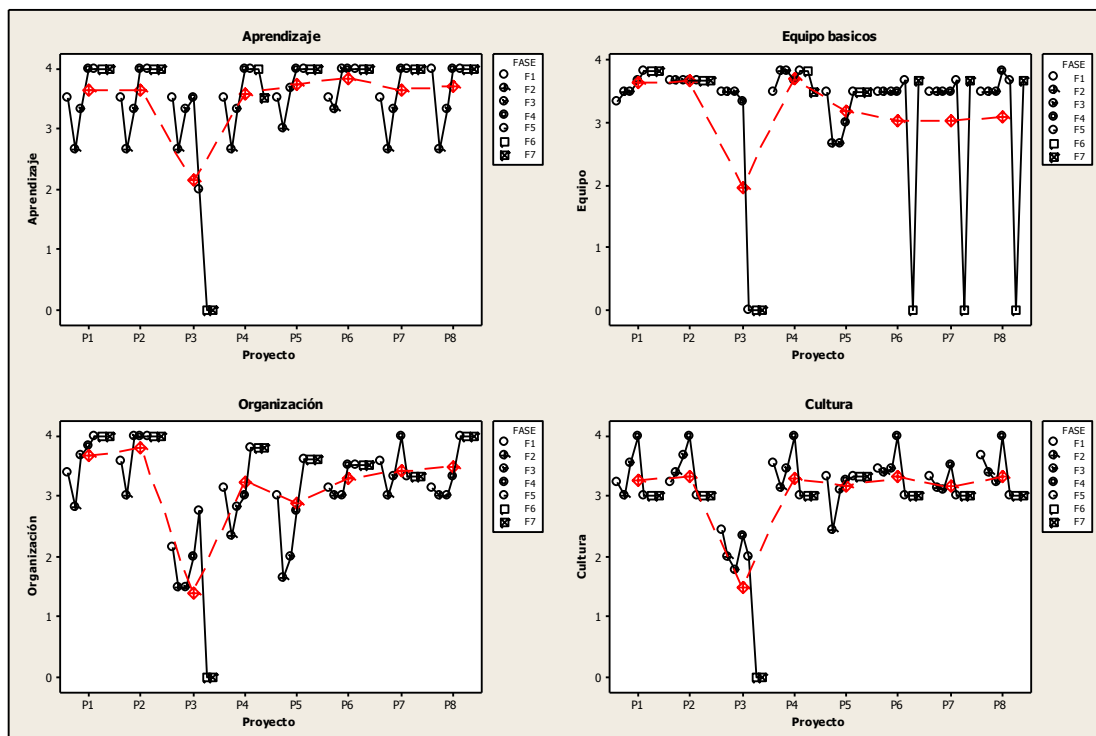 Aprendizaje
Aprendizaje
4
3
2
1
0
P1 P2 P3 P4 P5 P6 P7 P8
Proyecto
FASE
F1
F2
F3
F4
F5
F6
F7
Equipo basicos
Equipo
4
3
2
1
0
P1 P2 P3 P4 P5 P6 P7 P8
Proyecto
FASE
F1
F2
F3
F4
F5
F6
F7
Organización
Organización
4
3
2
1
0
P1 P2 P3 P4 P5 P6 P7 P8
Proyecto
FASE
F1
F2
F3
F4
F5
F6
F7
Cultura
Cultura
4
3
2
1
0
P1 P2 P3 P4 P5 P6 P7 P8
Proyecto
FASE
F1
F2
F3
F4
F5
F6
F7